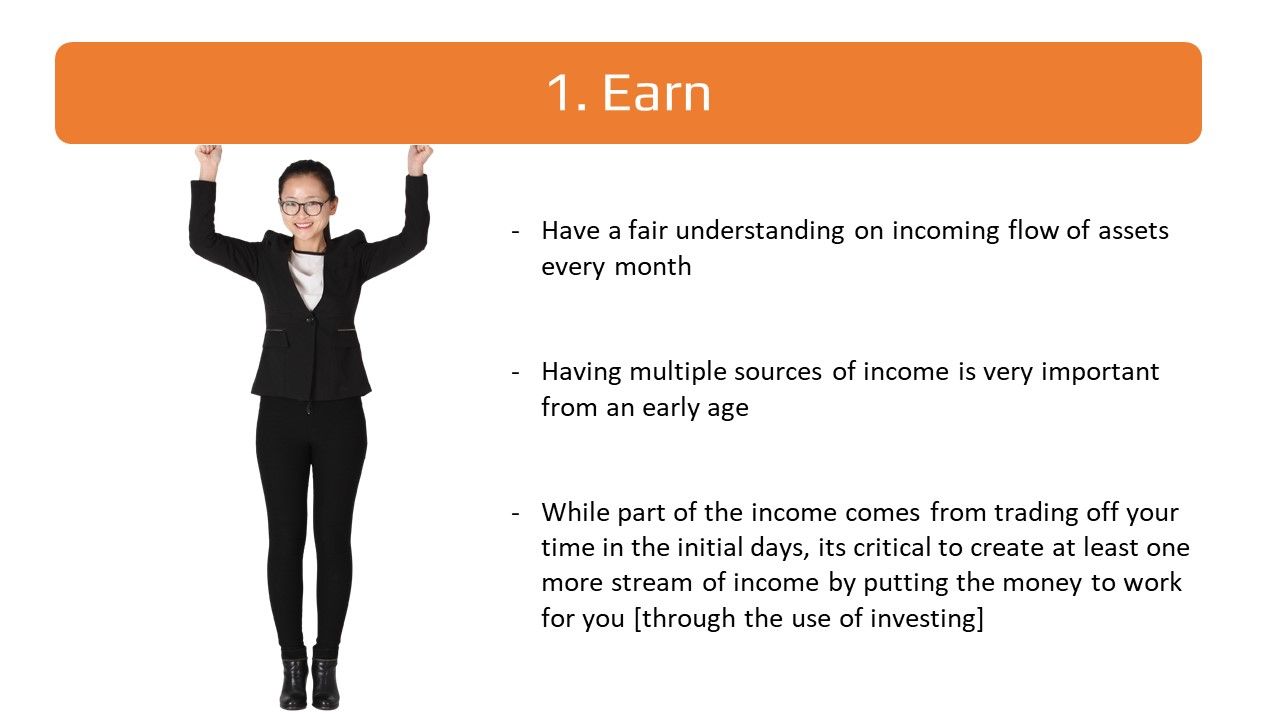 1. Earn
- Have a fair understanding on incoming flow of assets
every month
- Having multiple sources of income is very important
from an early age
- While part of the income comes from trading off your
time in the initial days, its critical to create at least one
more stream of income by putting the money to work
for you [through the use of investing]